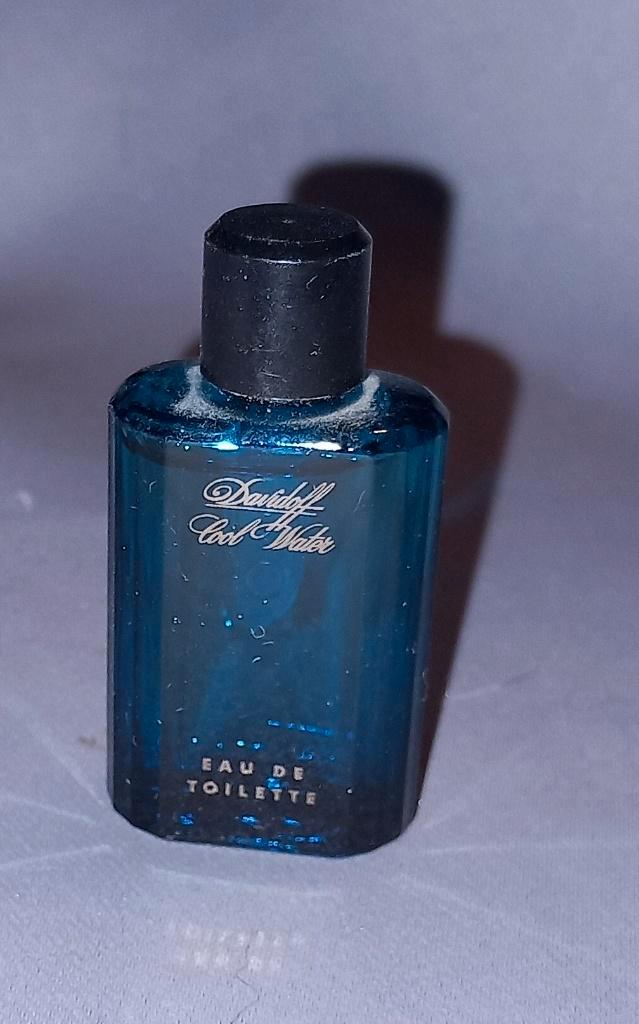 Davidoff
Cool Water
EAU DE
TOILETTE